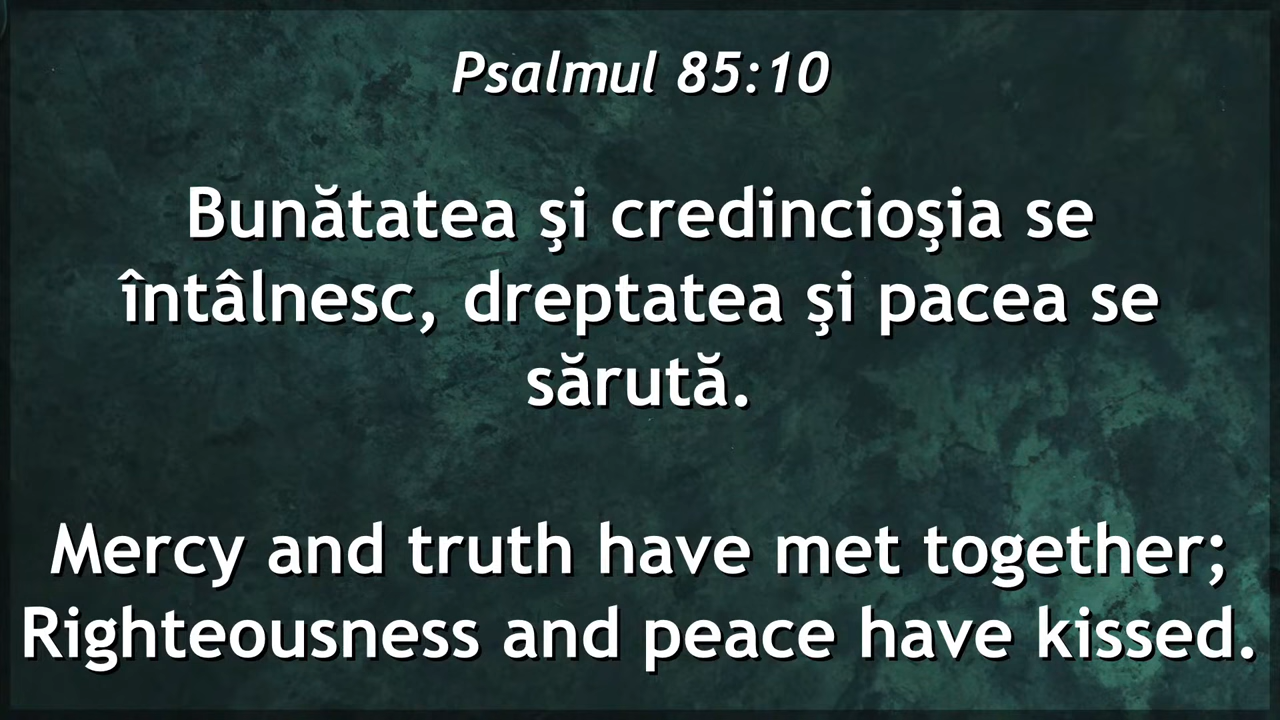 Psalmul 85:10
Bunătatea şi credincioşia se
întâlnesc, dreptatea şi pacea se
sărută.
Mercy and truth have met together;
Righteousness and peace have kissed.